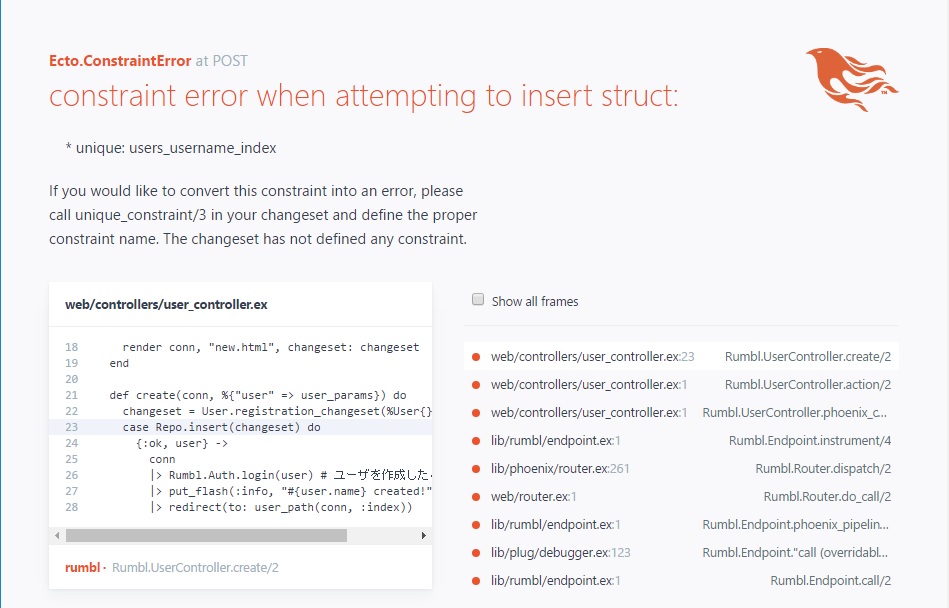 Ecto.ConstraintError at POST
constraint error when attempting to insert struct:
* unique: users_username_index
If you would like to convert this constraint into an error, please
call unique_constraint/3 in your changeset and define the proper
constraint name. The changeset has not defined any constraint.
web/controllers/user_controller.ex
18 render conn, "new.html", changeset: changeset
19 end
20
21 def create(conn, %{"user" => user_params}) do
22 changeset = User.registration_changeset(%User{}
23 case Repo.insert(changeset) do
24 {:ok, user} ->
25 conn
26 |> Rumbl.Auth.login(user) # ユーザを作成した
27 |> put_flash(:info, "#{user.name} created!"
28 |> redirect(to: user_path(conn, :index))
rumbl · Rumbl.UserController.create/2
Show all frames
web/controllers/user_controller.ex:23 Rumbl.UserController.create/2
web/controllers/user_controller.ex:1 Rumbl.UserController.action/2
web/controllers/user_controller.ex:1 Rumbl.UserController.phoenix_c...
lib/rumbl/endpoint.ex:1 Rumbl.Endpoint.instrument/4
lib/phoenix/router.ex:261 Rumbl.Router.dispatch/2
web/router.ex:1 Rumbl.Router.do_call/2
lib/rumbl/endpoint.ex:1 Rumbl.Endpoint.phoenix_pipelin...
lib/plug/debugger.ex:123 Rumbl.Endpoint."call (overridabl...
lib/rumbl/endpoint.ex:1 Rumbl.Endpoint.call/2